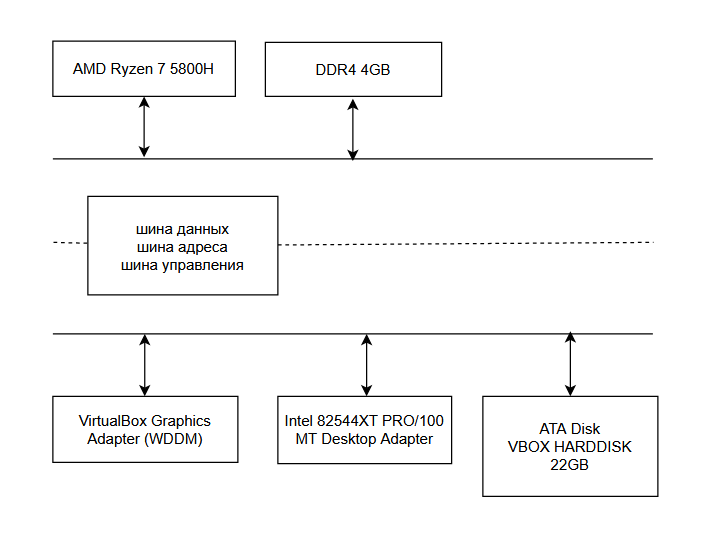 AMD Ryzen 7 5800H
DDR4 4GB
шина данных
шина адреса
шина управления
VirtualBox Graphics
Adapter (WDDM)
Intel 82544XT PRO/100
MT Desktop Adapter
ATA Disk
VBOX HARDDISK
22GB